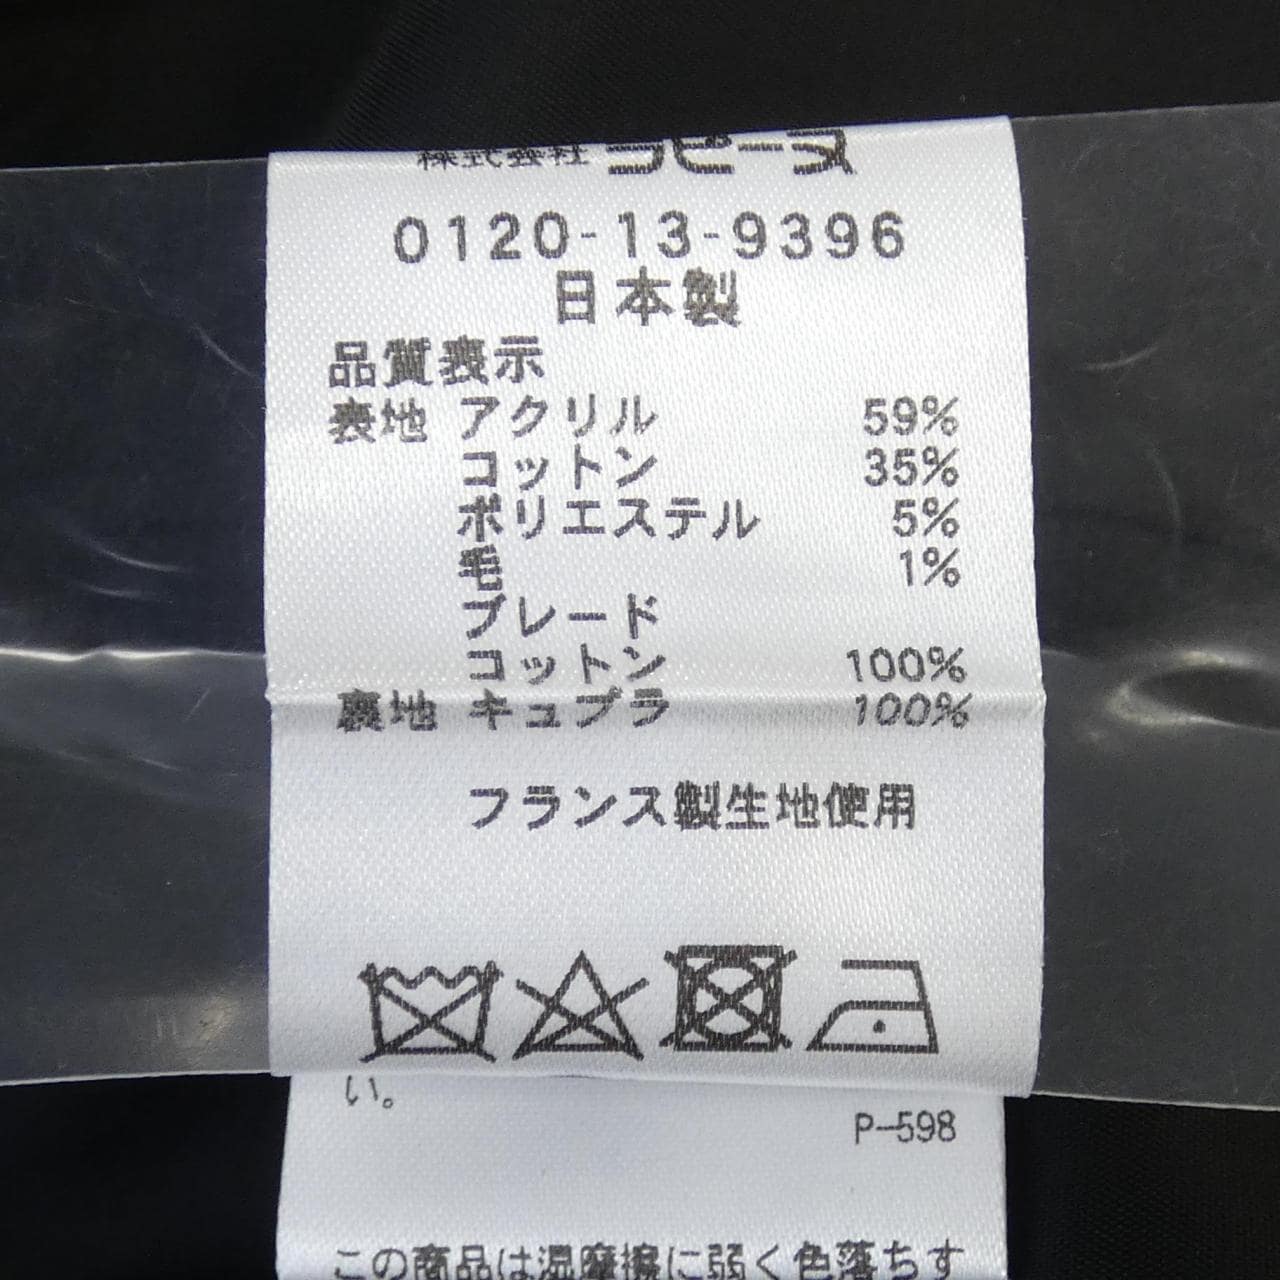 株式会社 ラピーヌ
0120-13-9396
日本製
品質表示
表地 アクリル 59%
コットン 35%
ポリエステル 5%
毛 1%
ブレード
コットン 100%
裏地 キュプラ 100%
フランス製生地使用
い。
P-598
この商品は湿摩擦に弱く色落ちす